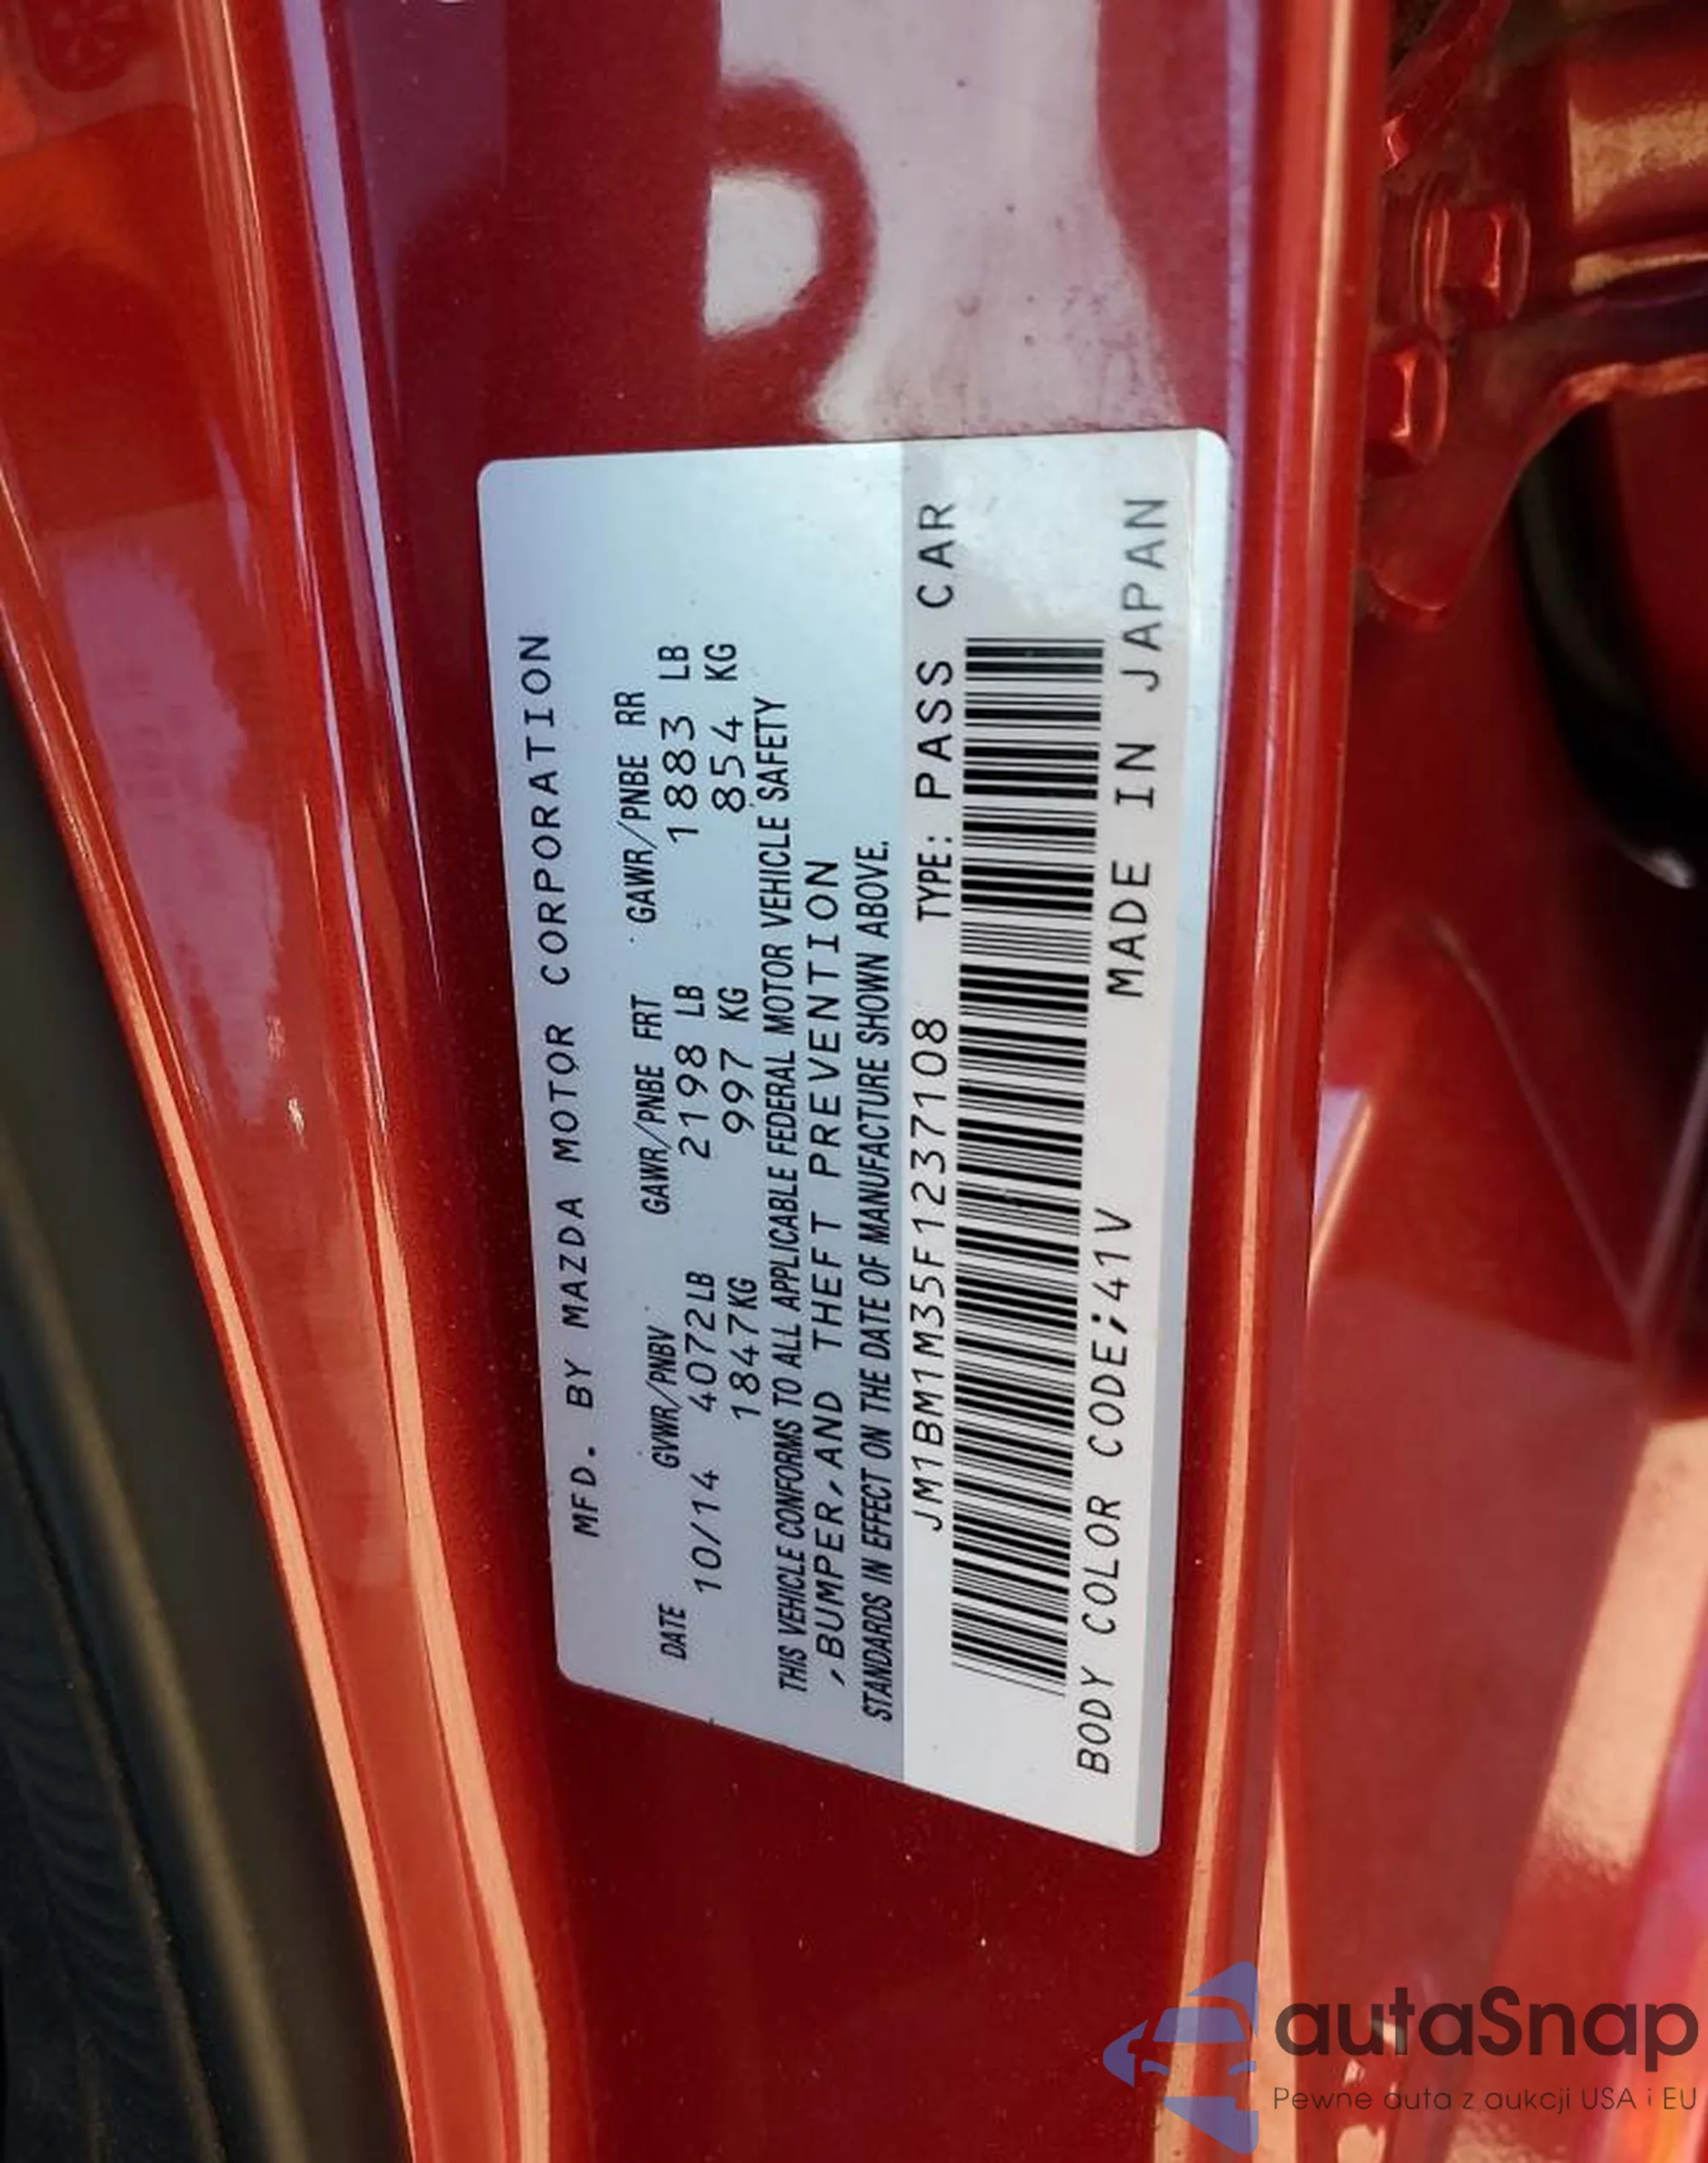 MFD. BY MAZDA MOTOR CORPORATION
DATE GVWR/PNBV GAWR/PNBE FRT GAWR/PNBE RR
10/14 4072LB 2198 LB 1883 LB
1847KG 997 KG 854 KG
THIS VEHICLE CONFORMS TO ALL APPLICABLE FEDERAL MOTOR VEHICLE SAFETY
,BUMPER,AND THEFT PREVENTION
STANDARDS IN EFFECT ON THE DATE OF MANUFACTURE SHOWN ABOVE.
JM1BM1M35F1237108 TYPE: PASS CAR
BODY COLOR CODE;41V MADE IN JAPAN
autaSnap
Pewne auta z aukcji USA i EU